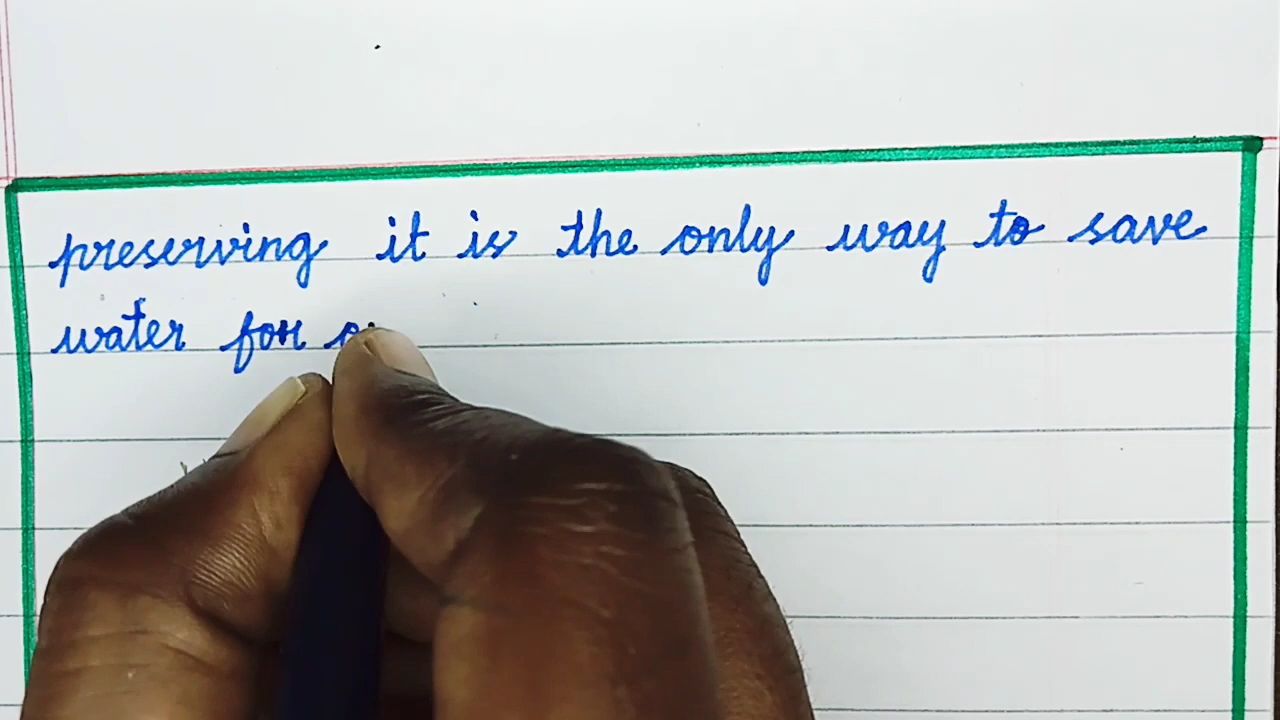 preserving it is the only way to save
water for